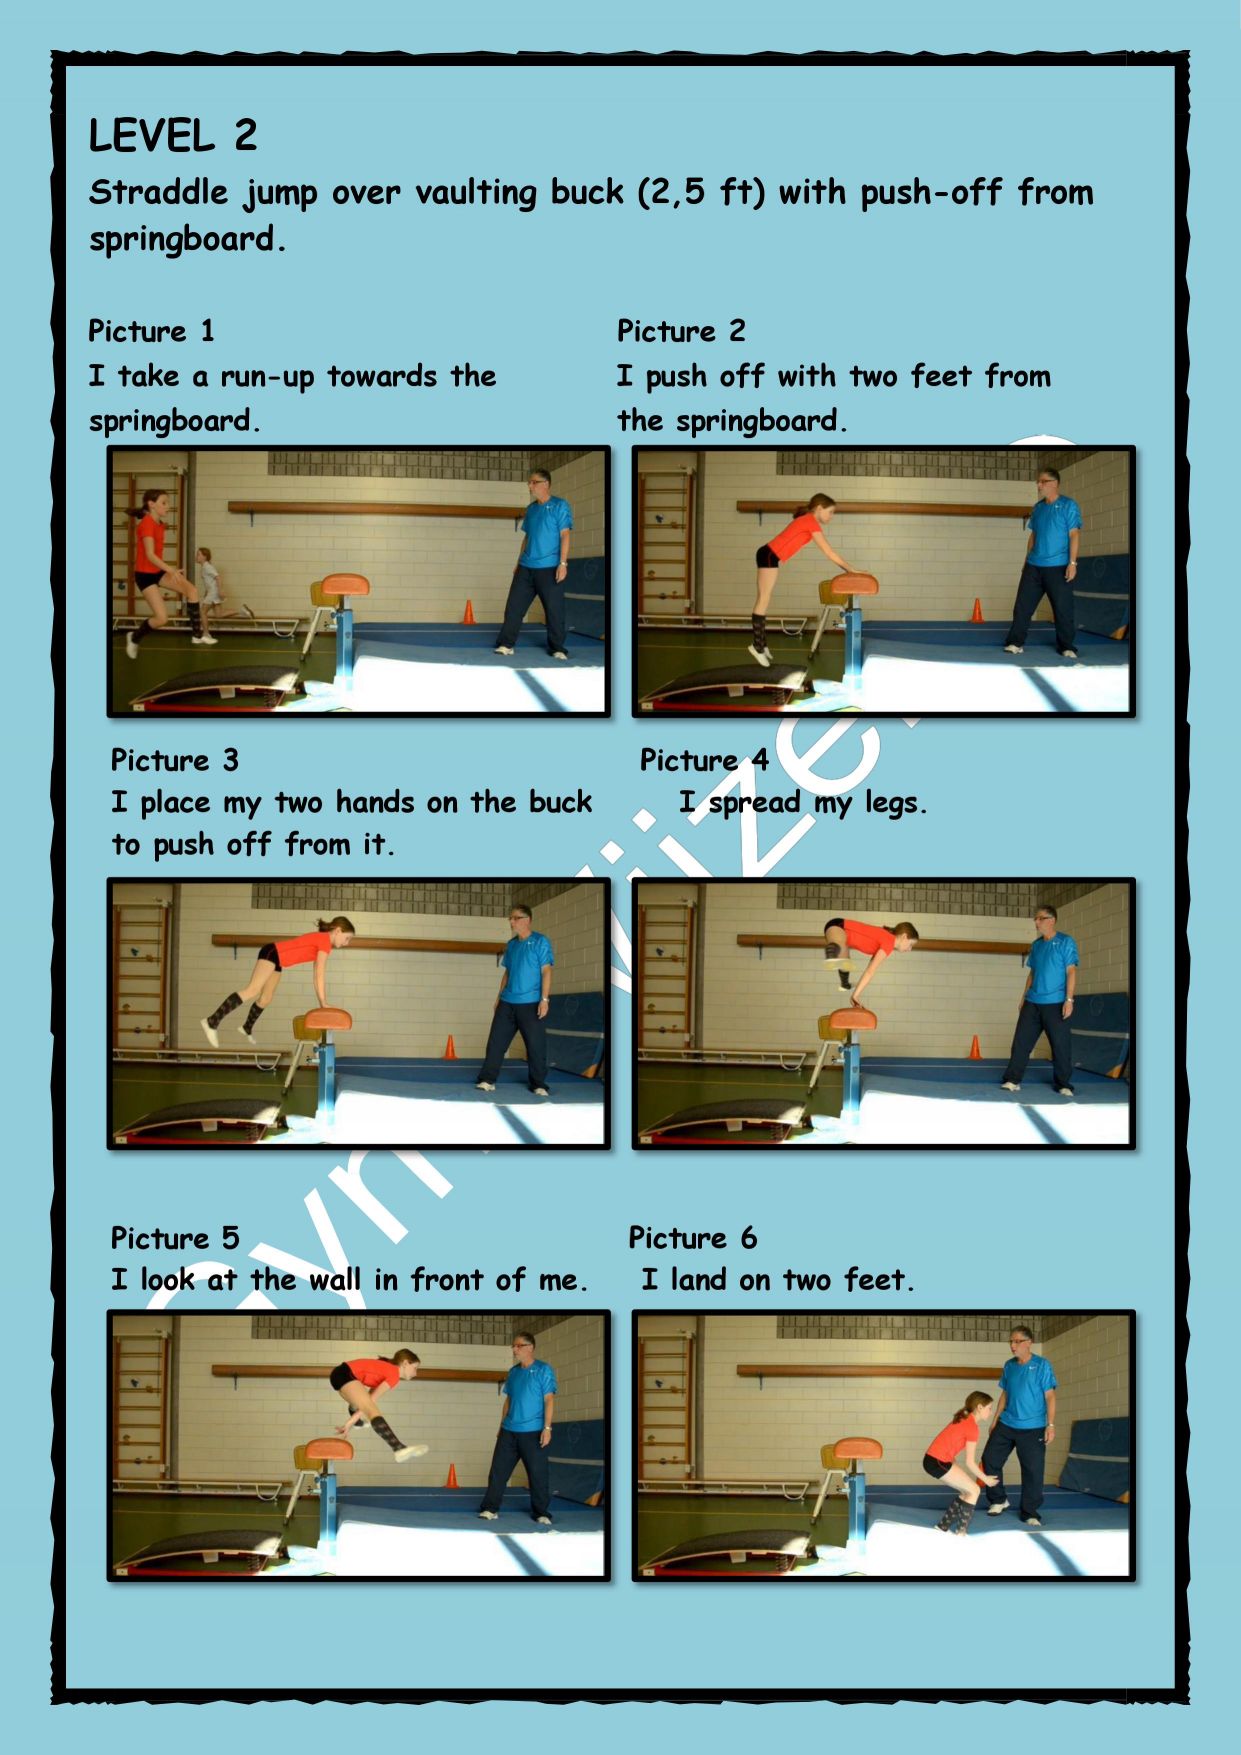 LEVEL 2
Straddle jump over vaulting buck (2,5 ft) with push-off from
springboard.
Picture 1
I take a run-up towards the
springboard.
Picture 2
I push off with two feet from
the springboard.
Picture 3
I place my two hands on the buck
to push off from it.
Picture 4
I spread my legs.
Picture 5
I look at the wall in front of me.
Picture 6
I land on two feet.